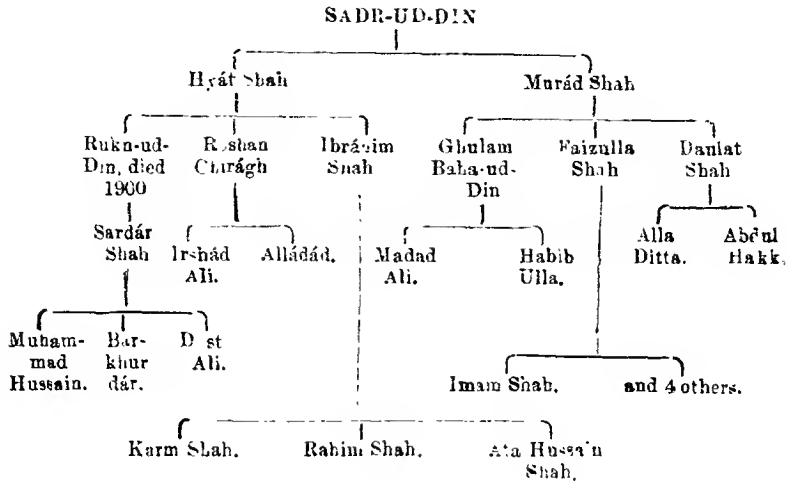 SADR-UD-DIN
Hyát Shah Murád Shah
Rukn-ud- Roshan Ibráhim Ghulam Faizulla Daulat
Din, died Chirágh Shah Baha-ud- Shah Shah
1900 Din
Sardár
Shah Irshád Alládád. Madad Habib Alla Abdul
Ali. Ali. Ulla. Ditta. Hakk.
Muham- Bar- Dost
mad khur Ali.
Hussain. dár.
Imam Shah. and 4 others.
Karm Shah. Rahim Shah. Ata Hussain
Shah.